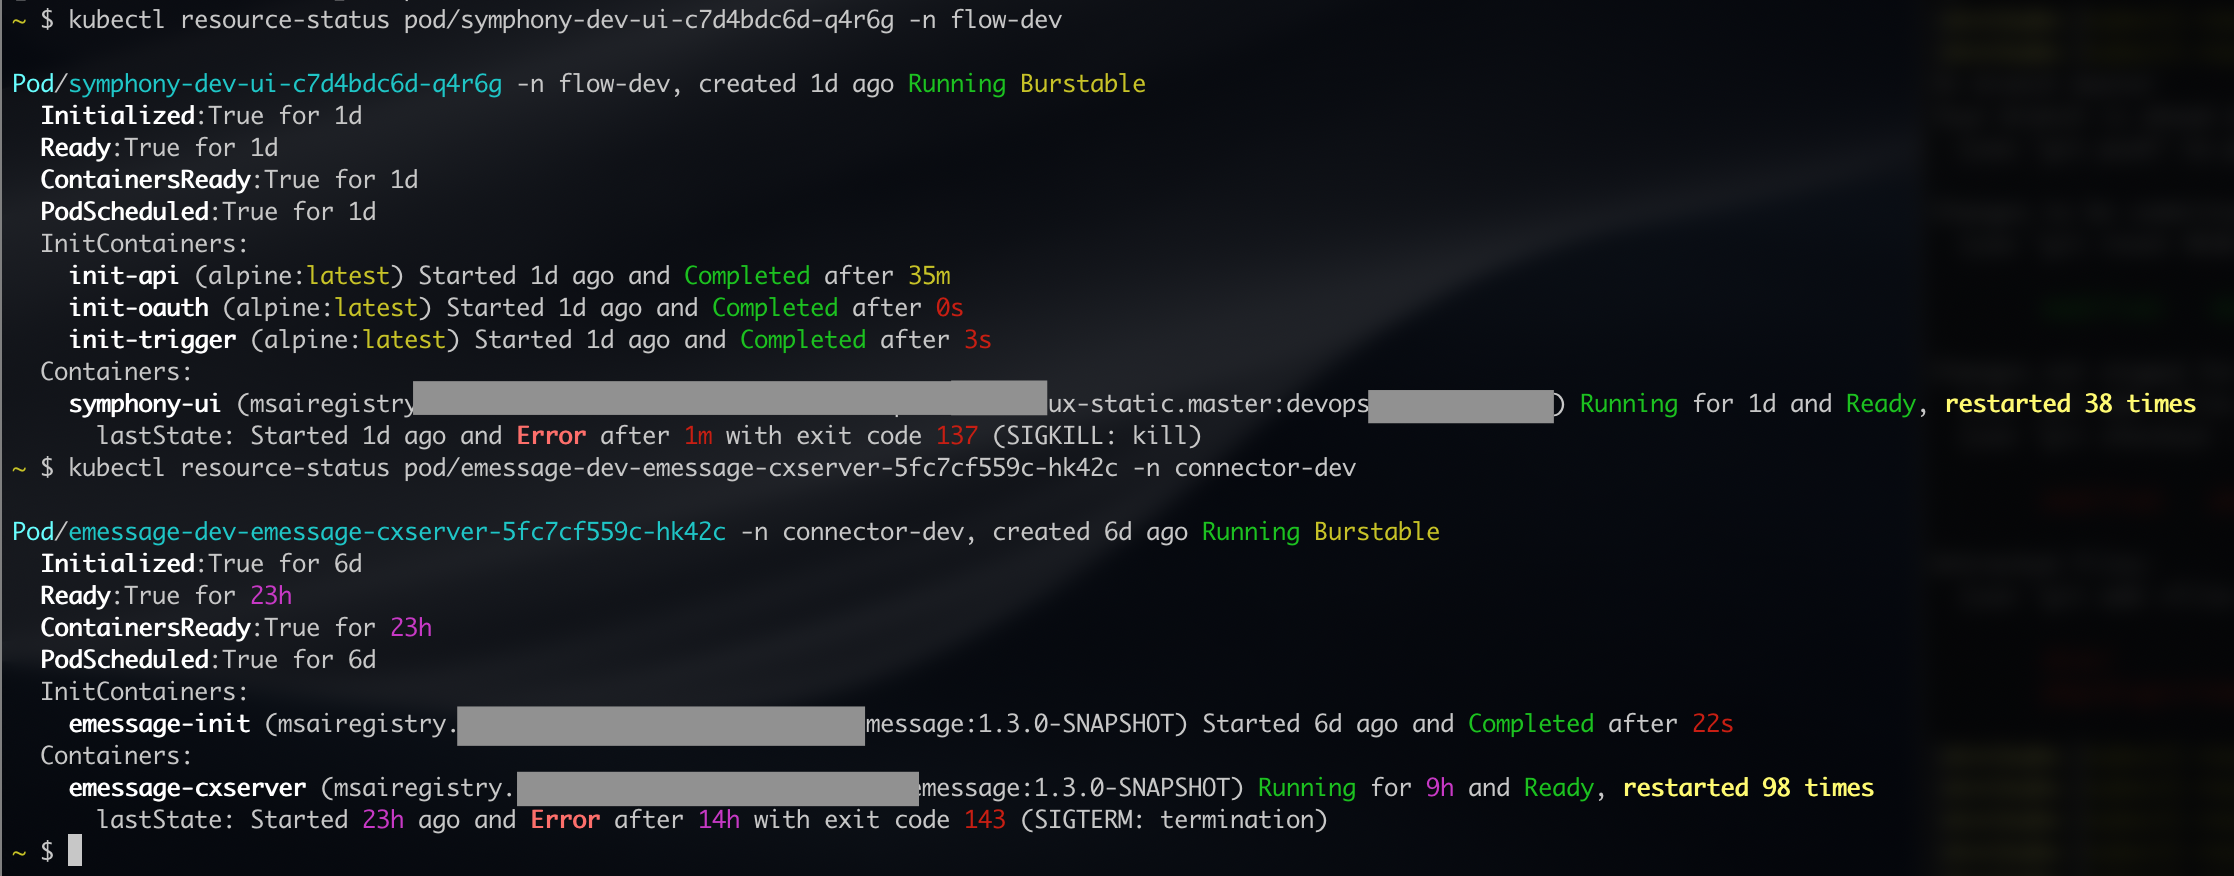 ~ $ kubectl resource-status pod/symphony-dev-ui-c7d4bdc6d-q4r6g -n flow-dev
Pod/symphony-dev-ui-c7d4bdc6d-q4r6g -n flow-dev, created 1d ago Running Burstable
Initialized:True for 1d
Ready:True for 1d
ContainersReady:True for 1d
PodScheduled:True for 1d
InitContainers:
init-api (alpine:latest) Started 1d ago and Completed after 35m
init-oauth (alpine:latest) Started 1d ago and Completed after 0s
init-trigger (alpine:latest) Started 1d ago and Completed after 3s
Containers:
symphony-ui (msairegistry ux-static.master:devops ) Running for 1d and Ready, restarted 38 times
lastState: Started 1d ago and Error after 1m with exit code 137 (SIGKILL: kill)
~ $ kubectl resource-status pod/emessage-dev-emessage-cxserver-5fc7cf559c-hk42c -n connector-dev
Pod/emessage-dev-emessage-cxserver-5fc7cf559c-hk42c -n connector-dev, created 6d ago Running Burstable
Initialized:True for 6d
Ready:True for 23h
ContainersReady:True for 23h
PodScheduled:True for 6d
InitContainers:
emessage-init (msairegistry. message:1.3.0-SNAPSHOT) Started 6d ago and Completed after 22s
Containers:
emessage-cxserver (msairegistry. message:1.3.0-SNAPSHOT) Running for 9h and Ready, restarted 98 times
lastState: Started 23h ago and Error after 14h with exit code 143 (SIGTERM: termination)
~ $